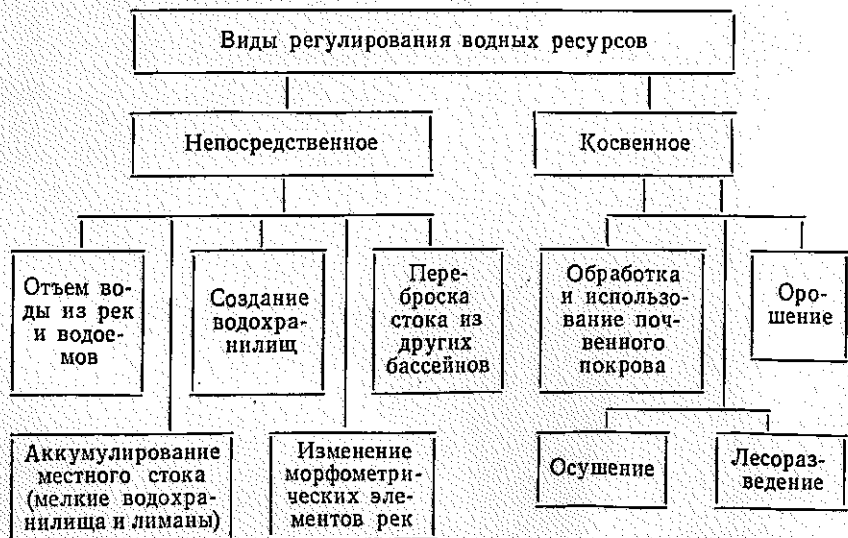 Виды регулирования водных ресурсов
Непосредственное
Косвенное
Отъем во-
ды из рек
и водое-
мов
Создание
водохра-
нилищ
Пере-
броска
стока из
других
бассейнов
Обработка
и использо-
вание поч-
венного
покрова
Оро-
шение
Аккумулирование
местного стока
(мелкие водохра-
нилища и лиманы)
Изменение
морфометри-
ческих эле-
ментов рек
Осушение
Лесораз-
ведение